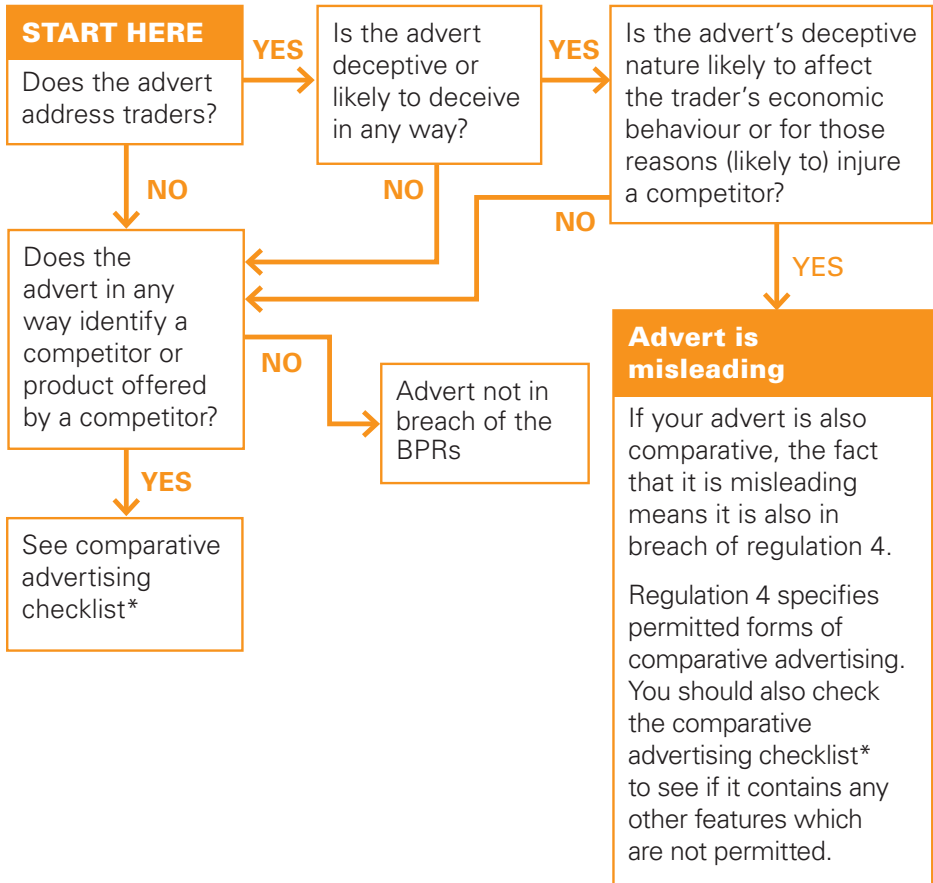 START HERE
Does the advert
address traders?
YES
Is the advert
deceptive or
likely to deceive
in any way?
YES
Is the advert’s deceptive
nature likely to affect
the trader’s economic
behaviour or for those
reasons (likely to) injure
a competitor?
NO
NO
NO
YES
Does the
advert in any
way identify a
competitor or
product offered
by a competitor?
NO
Advert not in
breach of the
BPRs
YES
See comparative
advertising
checklist*
Advert is
misleading
If your advert is also
comparative, the fact
that it is misleading
means it is also in
breach of regulation 4.
Regulation 4 specifies
permitted forms of
comparative advertising.
You should also check
the comparative
advertising checklist*
to see if it contains any
other features which
are not permitted.